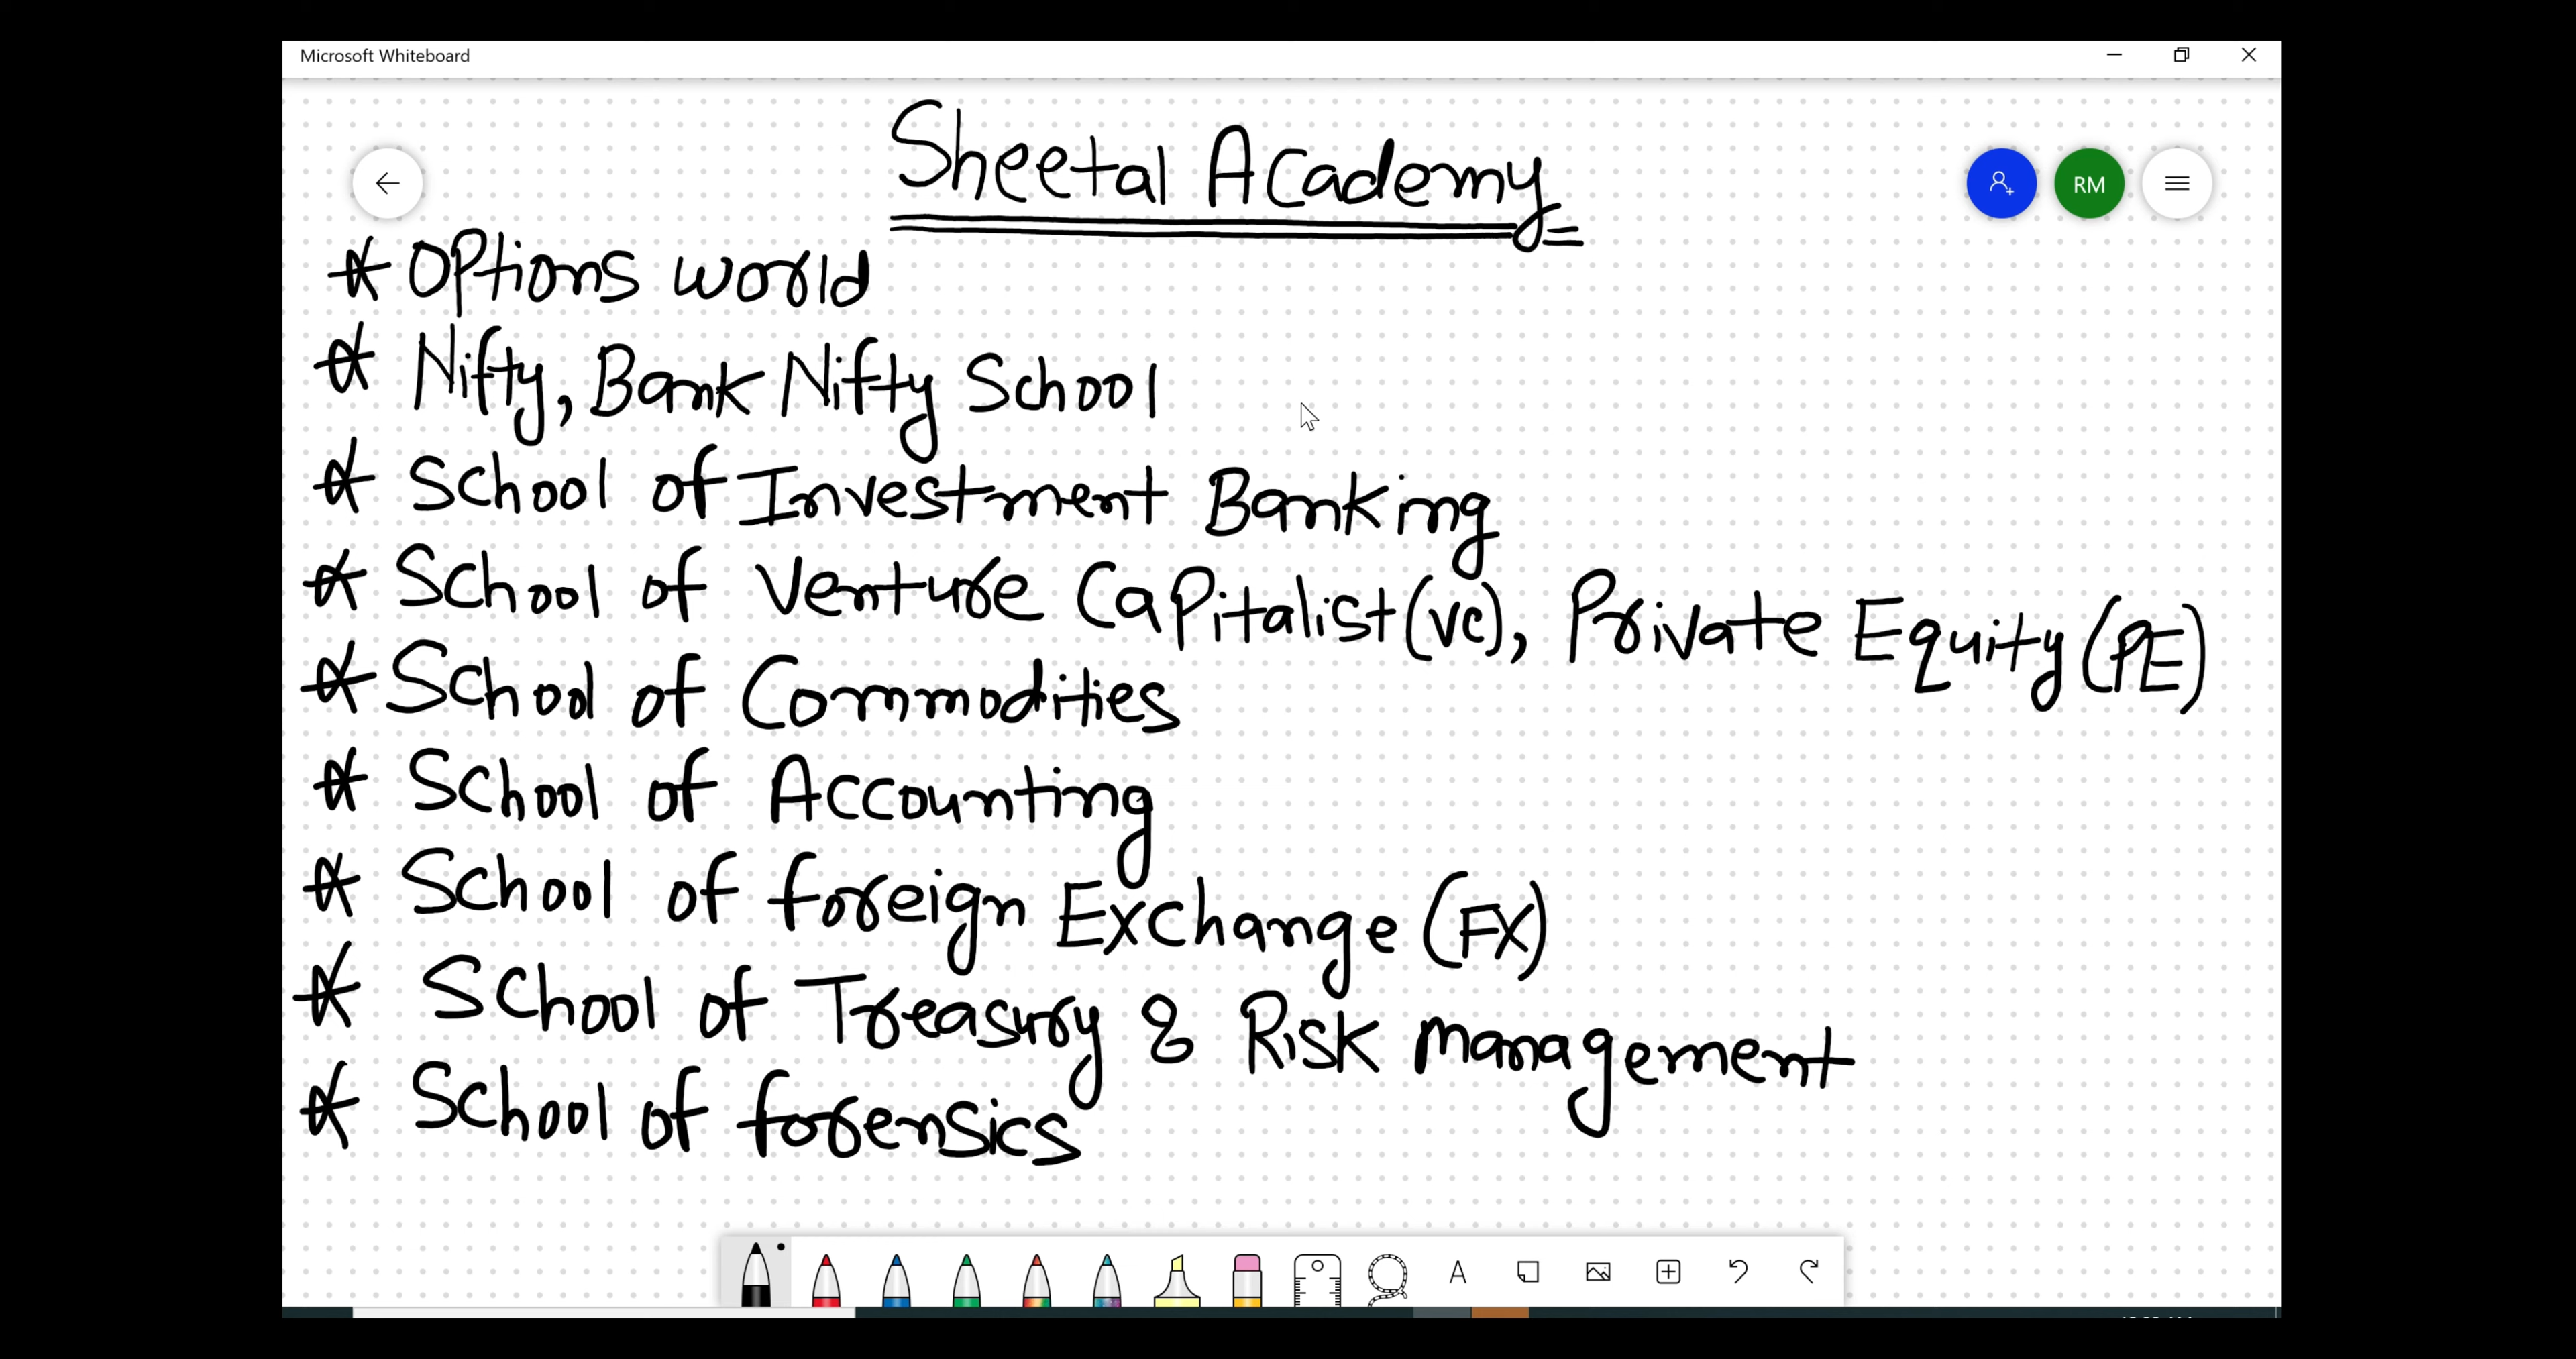 Microsoft Whiteboard
Sheetal Academy
RM
* Options world
* Nifty, Bank Nifty School
* School of Investment Banking
* School of Venture Capitalist (VC), Private Equity (PE)
* School of Commodities
* School of Accounting
* School of foreign Exchange (FX)
* School of Treasury & Risk management
* School of forensics